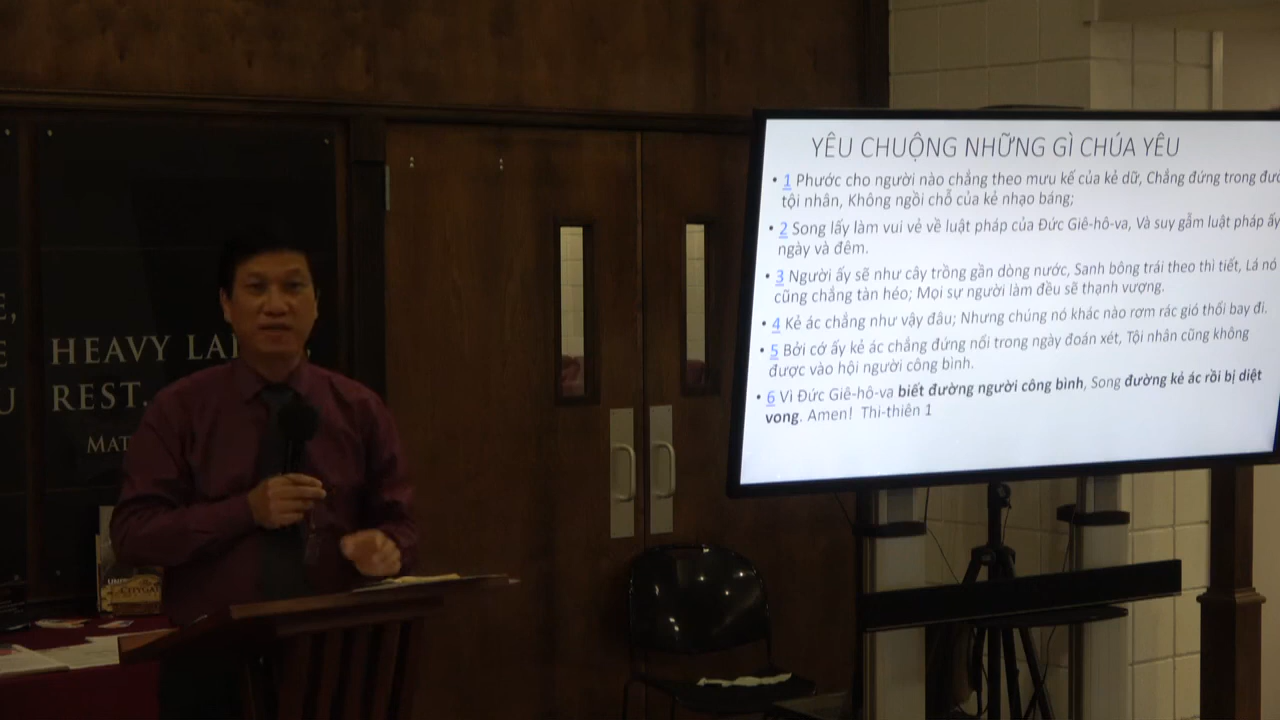 YÊU CHUỘNG NHỮNG GÌ CHÚA YÊU
• 1 Phước cho người nào chẳng theo mưu kế của kẻ dữ, Chẳng đứng trong
tội nhân, Không ngồi chỗ của kẻ nhạo báng;
• 2 Song lấy làm vui vẻ về luật pháp của Đức Giê-hô-va, Và suy gẫm luật pháp ấy
ngày và đêm.
• 3 Người ấy sẽ như cây trồng gần dòng nước, Sanh bông trái theo thì tiết, Lá nó
cũng chẳng tàn héo; Mọi sự người làm đều sẽ thạnh vượng.
• 4 Kẻ ác chẳng như vậy đâu; Nhưng chúng nó khác nào rơm rác gió thổi bay đi.
• 5 Bởi cớ ấy kẻ ác chẳng đứng nổi trong ngày đoán xét, Tội nhân cũng không
được vào hội người công bình.
• 6 Vì Đức Giê-hô-va biết đường người công bình, Song đường kẻ ác rồi bị diệt
vong. Amen! Thi-thiên 1
HEAVY
REST.